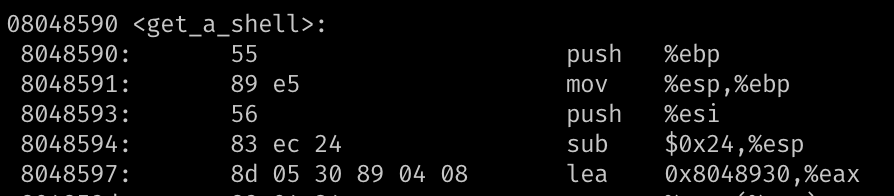 08048590 <get_a_shell>:
8048590: 55 push %ebp
8048591: 89 e5 mov %esp,%ebp
8048593: 56 push %esi
8048594: 83 ec 24 sub $0x24,%esp
8048597: 8d 05 30 89 04 08 lea 0x8048930,%eax